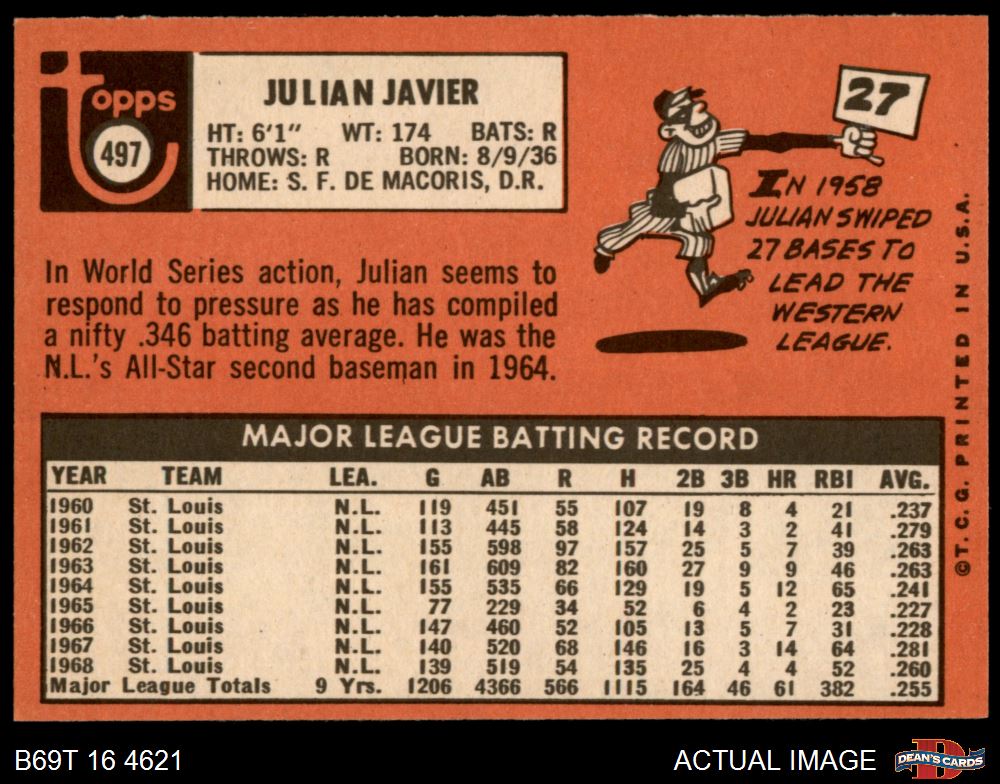 topps
497
JULIAN JAVIER
HT: 6'1" WT: 174 BATS: R
THROWS: R BORN: 8/9/36
HOME: S. F. DE MACORIS, D.R.
27
IN 1958
JULIAN SWIPED
27 BASES TO
LEAD THE
WESTERN
LEAGUE.
In World Series action, Julian seems to
respond to pressure as he has compiled
a nifty .346 batting average. He was the
N.L.'s All-Star second baseman in 1964.
MAJOR LEAGUE BATTING RECORD
YEAR TEAM LEA. G AB R H 2B 3B HR RBI AVG.
1960 St. Louis N.L. 119 451 55 107 19 8 4 21 .237
1961 St. Louis N.L. 113 445 58 124 14 3 2 41 .279
1962 St. Louis N.L. 155 598 97 157 25 5 7 39 .263
1963 St. Louis N.L. 161 609 82 160 27 9 9 46 .263
1964 St. Louis N.L. 155 535 66 129 19 5 12 65 .241
1965 St. Louis N.L. 77 229 34 52 6 4 2 23 .227
1966 St. Louis N.L. 147 460 52 105 13 5 7 31 .228
1967 St. Louis N.L. 140 520 68 146 16 3 14 64 .281
1968 St. Louis N.L. 139 519 54 135 25 4 4 52 .260
Major League Totals 9 Yrs. 1206 4366 566 1115 164 46 61 382 .255
©T. C. G. PRINTED IN U.S.A.
B69T 16 4621
ACTUAL IMAGE
D
DEAN'S CARDS